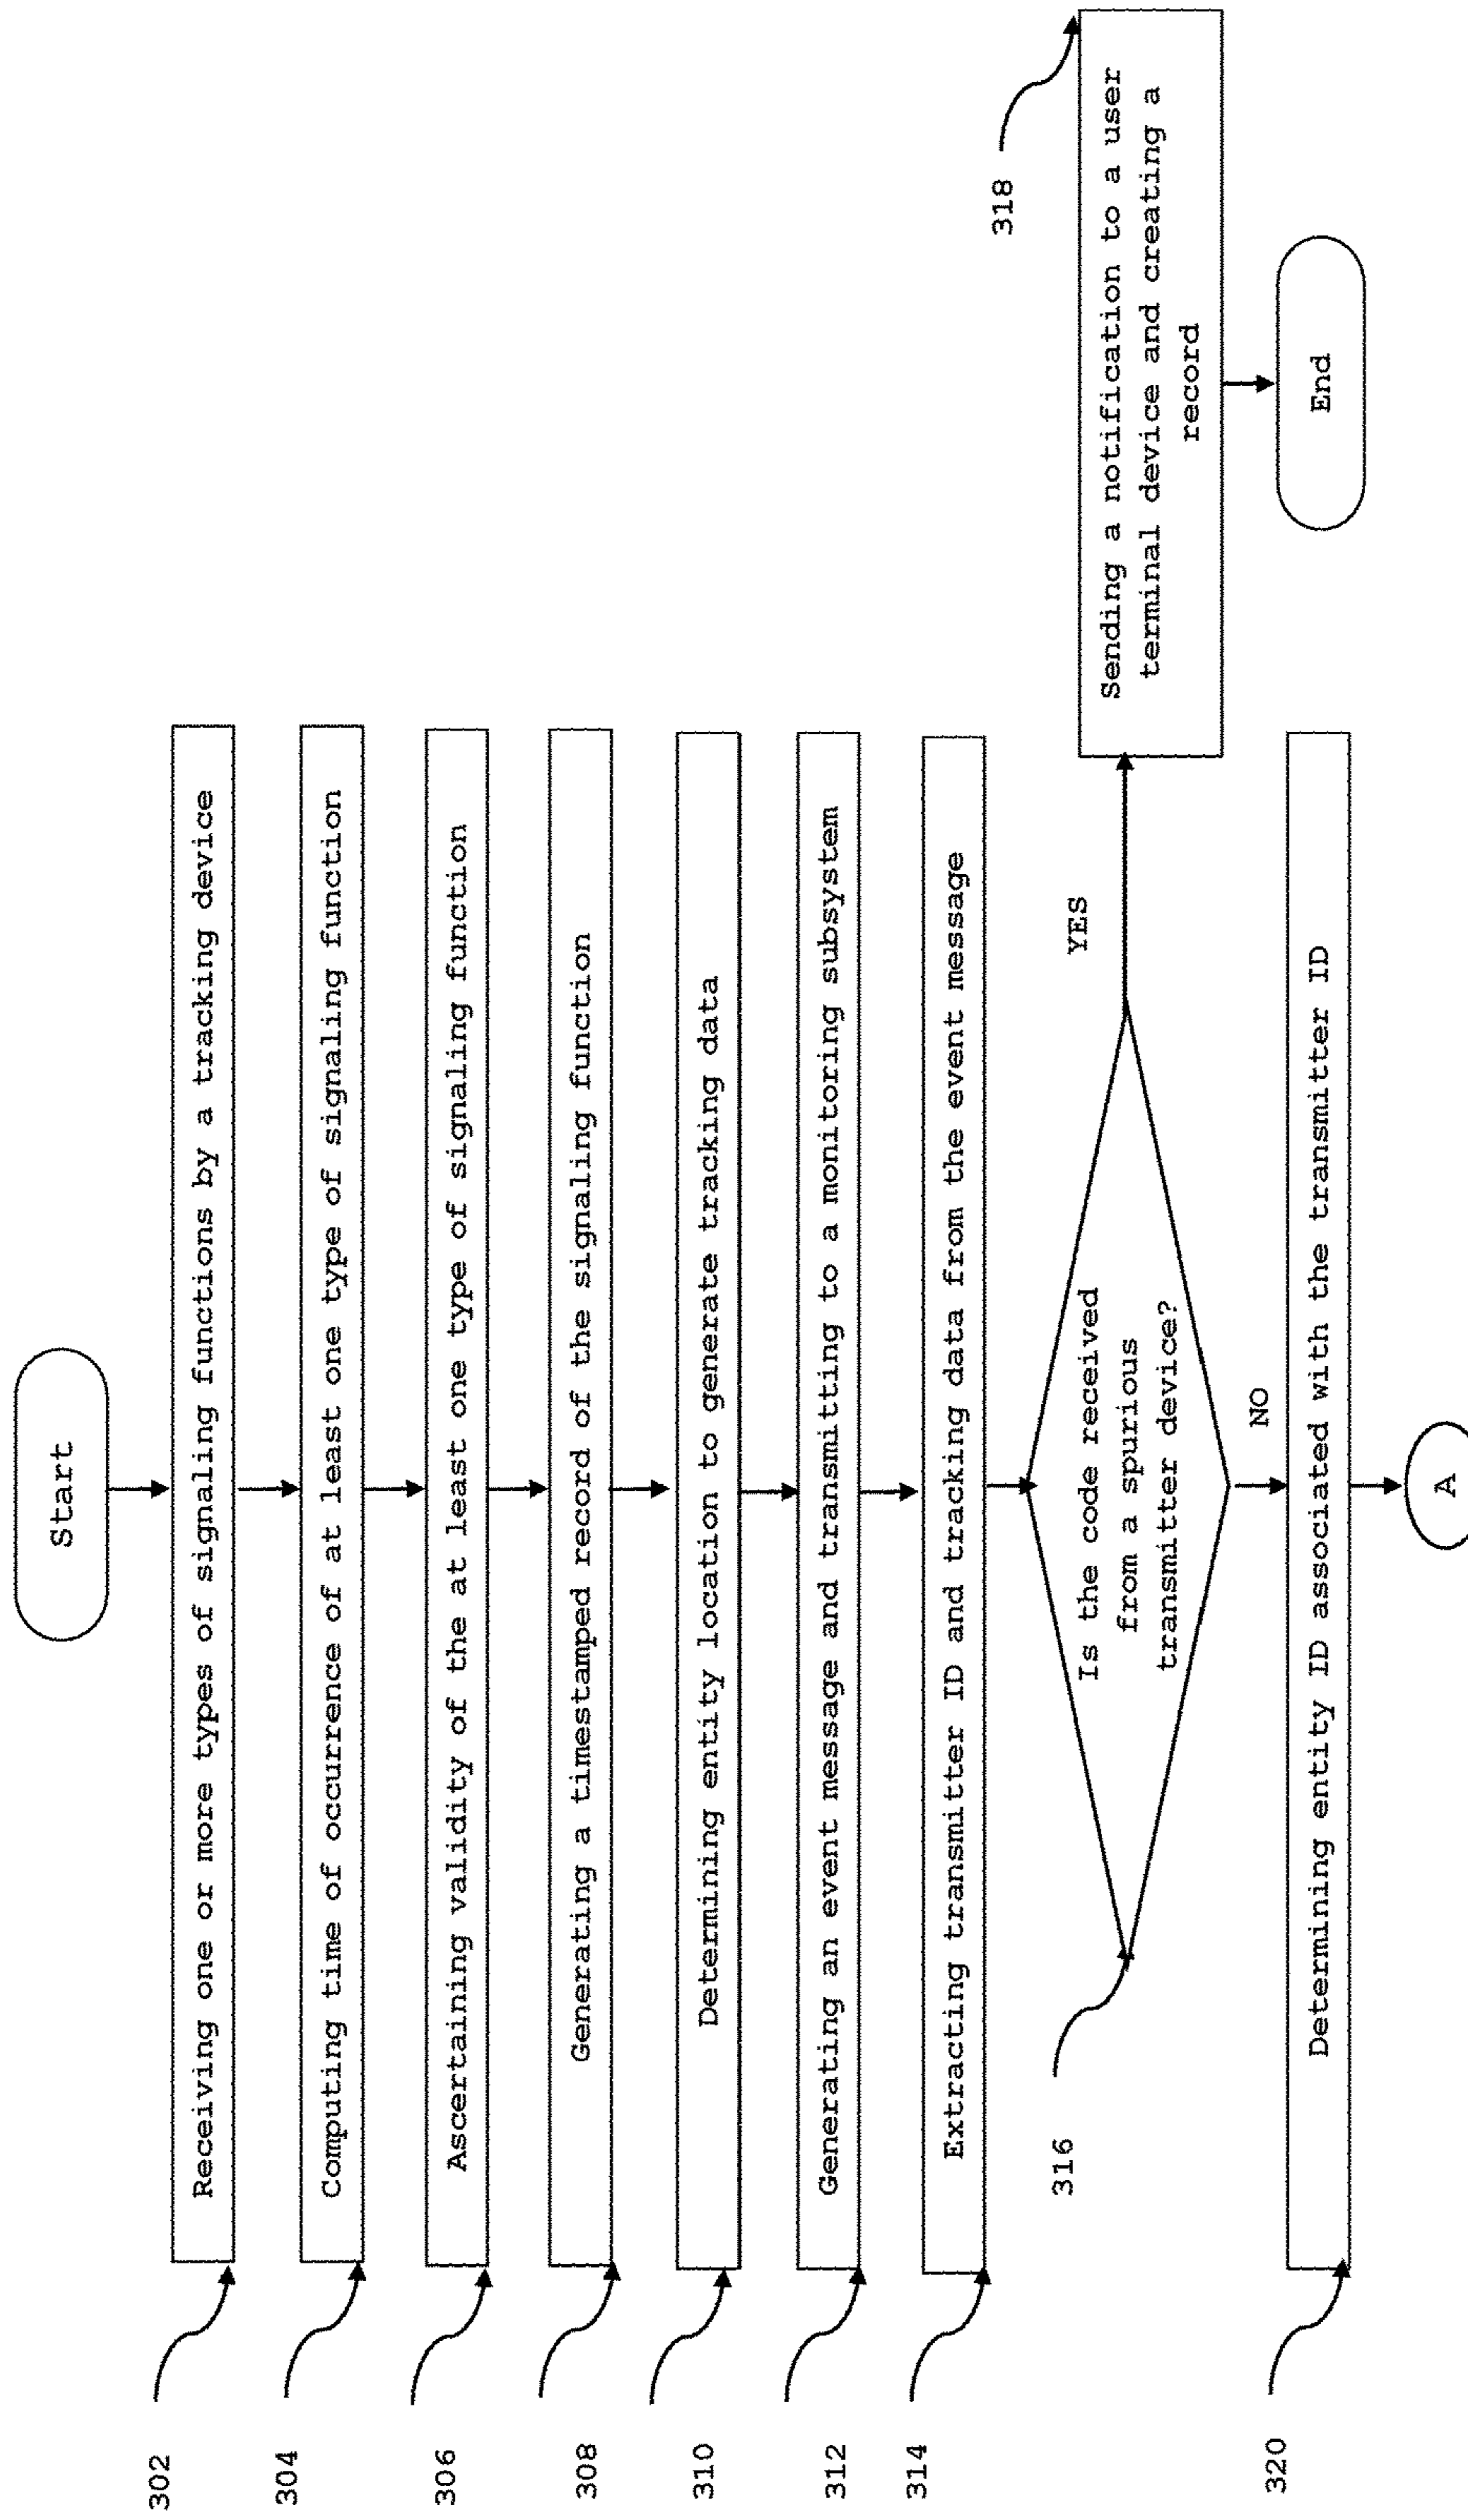 Start
302
Receiving one or more types of signaling functions by a tracking device
304
Computing time of occurrence of at least one type of signaling function
306
Ascertaining validity of the at least one type of signaling function
308
Generating a timestamped record of the signaling function
310
Determining entity location to generate tracking data
312
Generating an event message and transmitting to a monitoring subsystem
314
Extracting transmitter ID and tracking data from the event message
316
Is the code received
from a spurious
transmitter device?
YES
318
Sending a notification to a user
terminal device and creating a
record
End
NO
320
Determining entity ID associated with the transmitter ID
A